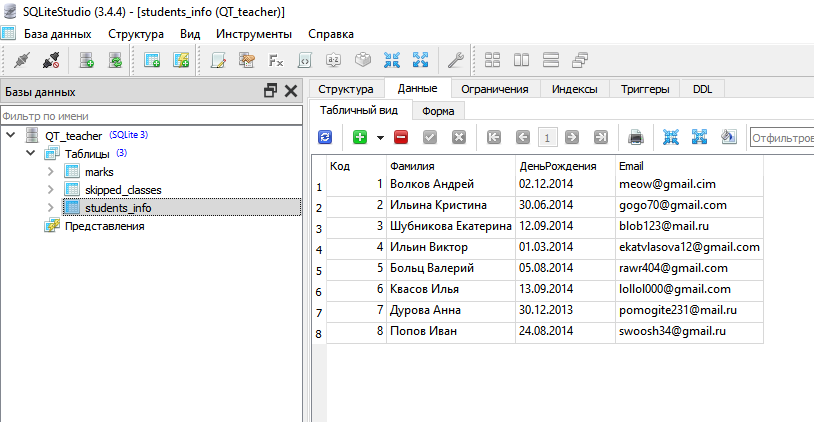 SQLiteStudio (3.4.4) - [students_info (QT_teacher)]
База данных Структура Вид Инструменты Справка
Базы данных
Фильтр по имени
QT_teacher (SQLite 3)
Таблицы (3)
marks
skipped_classes
students_info
Представления
Структура Данные Ограничения Индексы Триггеры DDL
Табличный вид Форма
1 Отфильтров
Код Фамилия ДеньРождения Email
1 1 Волков Андрей 02.12.2014 meow@gmail.cim
2 2 Ильина Кристина 30.06.2014 gogo70@gmail.com
3 3 Шубникова Екатерина 12.09.2014 blob123@mail.ru
4 4 Ильин Виктор 01.03.2014 ekatvlasova12@gmail.com
5 5 Больц Валерий 05.08.2014 rawr404@gmail.com
6 6 Квасов Илья 13.09.2014 lollol000@gmail.com
7 7 Дурова Анна 30.12.2013 pomogite231@mail.ru
8 8 Попов Иван 24.08.2014 swoosh34@gmail.ru